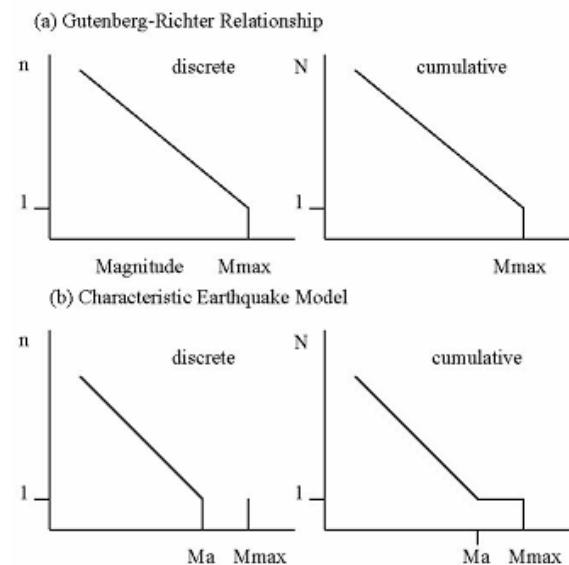 (a) Gutenberg-Richter Relationship
n discrete
N cumulative
1
1
Magnitude Mmax
Mmax
(b) Characteristic Earthquake Model
n discrete
N cumulative
1
1
Ma Mmax
Ma Mmax